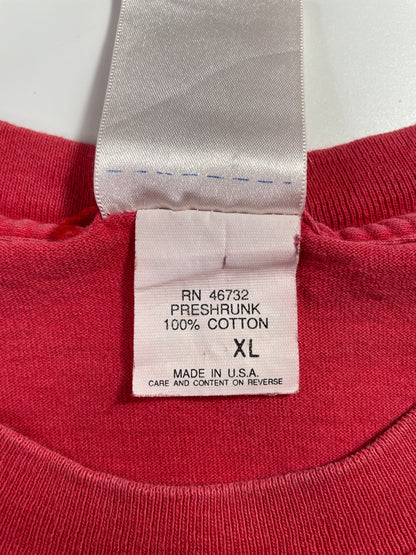 RN 46732
PRESHRUNK
100% COTTON
XL
MADE IN U.S.A.
CARE AND CONTENT ON REVERSE